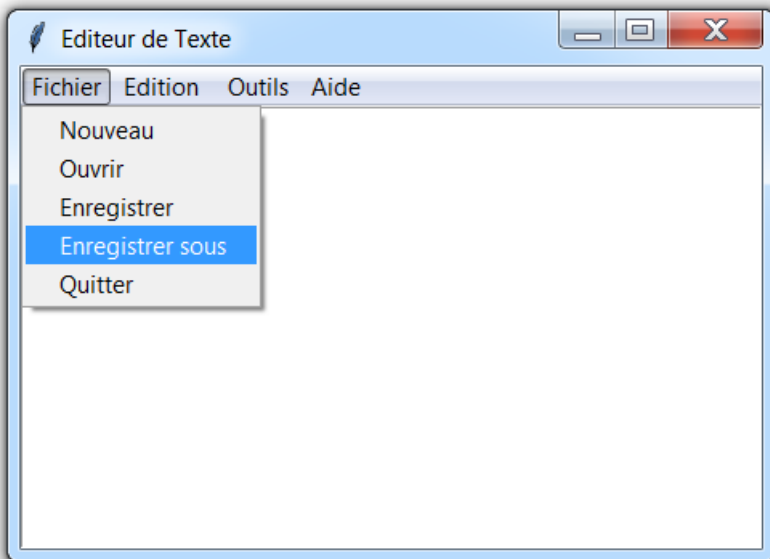 Editeur de Texte
Fichier Edition Outils Aide
Nouveau
Ouvrir
Enregistrer
Enregistrer sous
Quitter